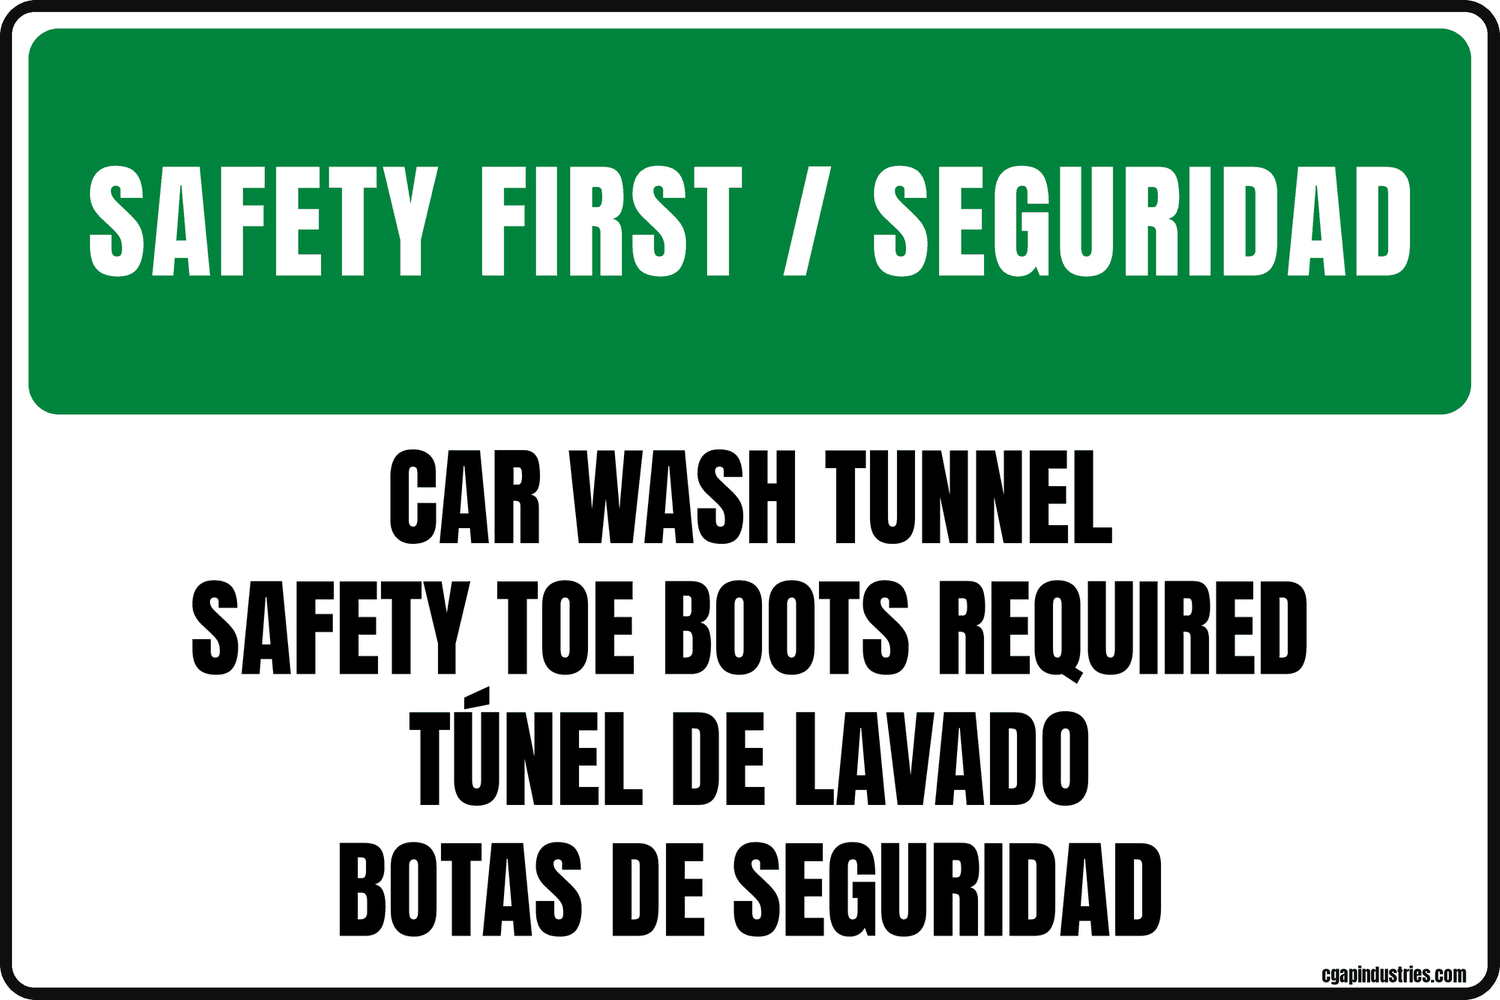 SAFETY FIRST / SEGURIDAD
CAR WASH TUNNEL
SAFETY TOE BOOTS REQUIRED
TÚNEL DE LAVADO
BOTAS DE SEGURIDAD
cgapindustries.com